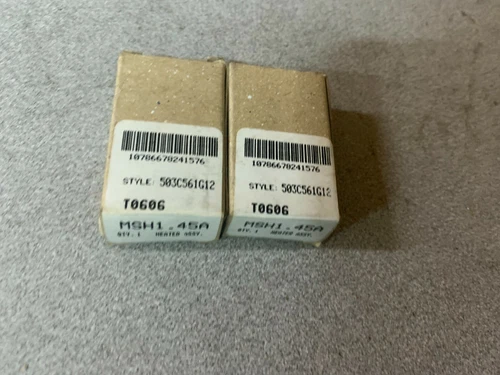 10786678241576
STYLE: 503C561G12
T0606
MSH1.45A
QTY. 1 HEATER ASSY.
10786678241576
STYLE: 503C561G12
T0606
MSH1.45A
QTY. 1 HEATER ASSY.